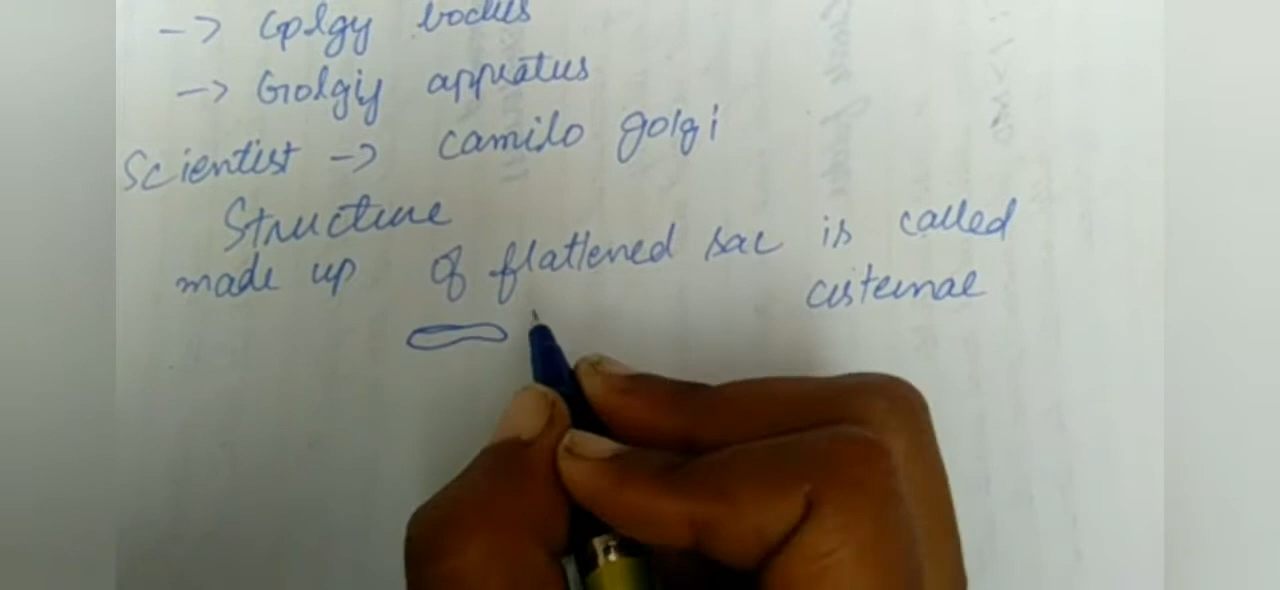 -> Golgy bodies
-> Golgiy appratus
Scientist -> camilo golgi
Structure
made up of flattened sac is called
cisternae